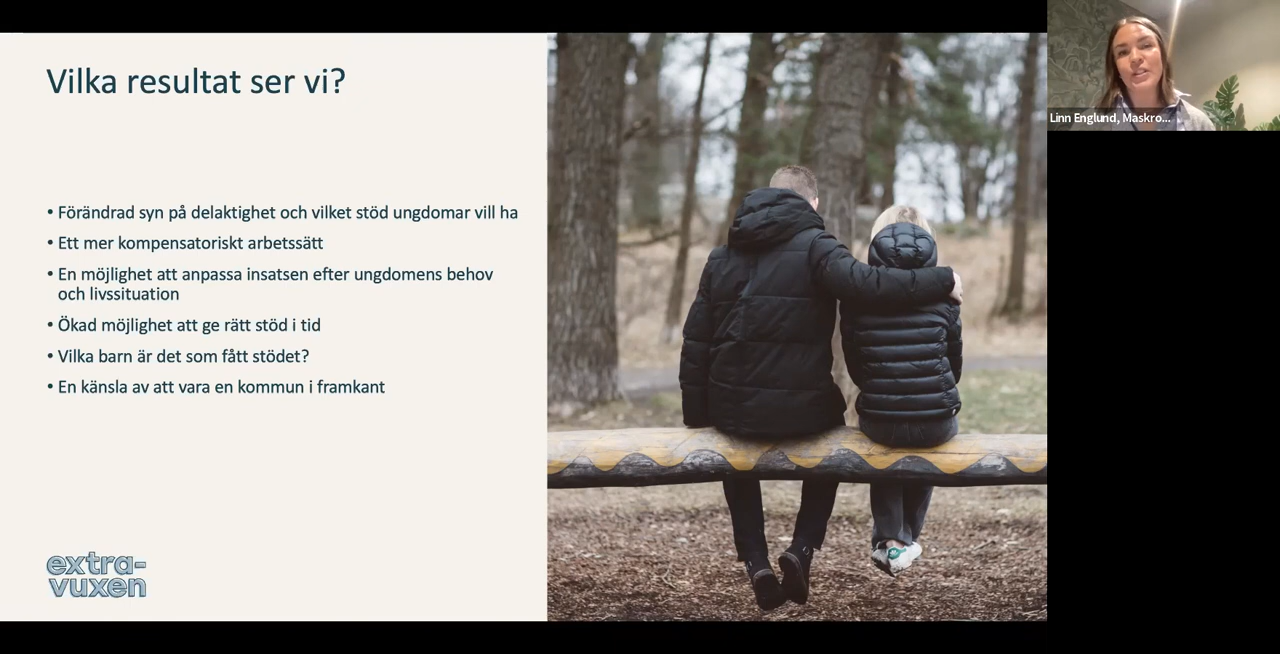 Vilka resultat ser vi?
• Förändrad syn på delaktighet och vilket stöd ungdomar vill ha
• Ett mer kompensatoriskt arbetssätt
• En möjlighet att anpassa insatsen efter ungdomens behov
och livssituation
• Ökad möjlighet att ge rätt stöd i tid
• Vilka barn är det som fått stödet?
• En känsla av att vara en kommun i framkant
extra-
vuxen
Linn Englund, Maskro...